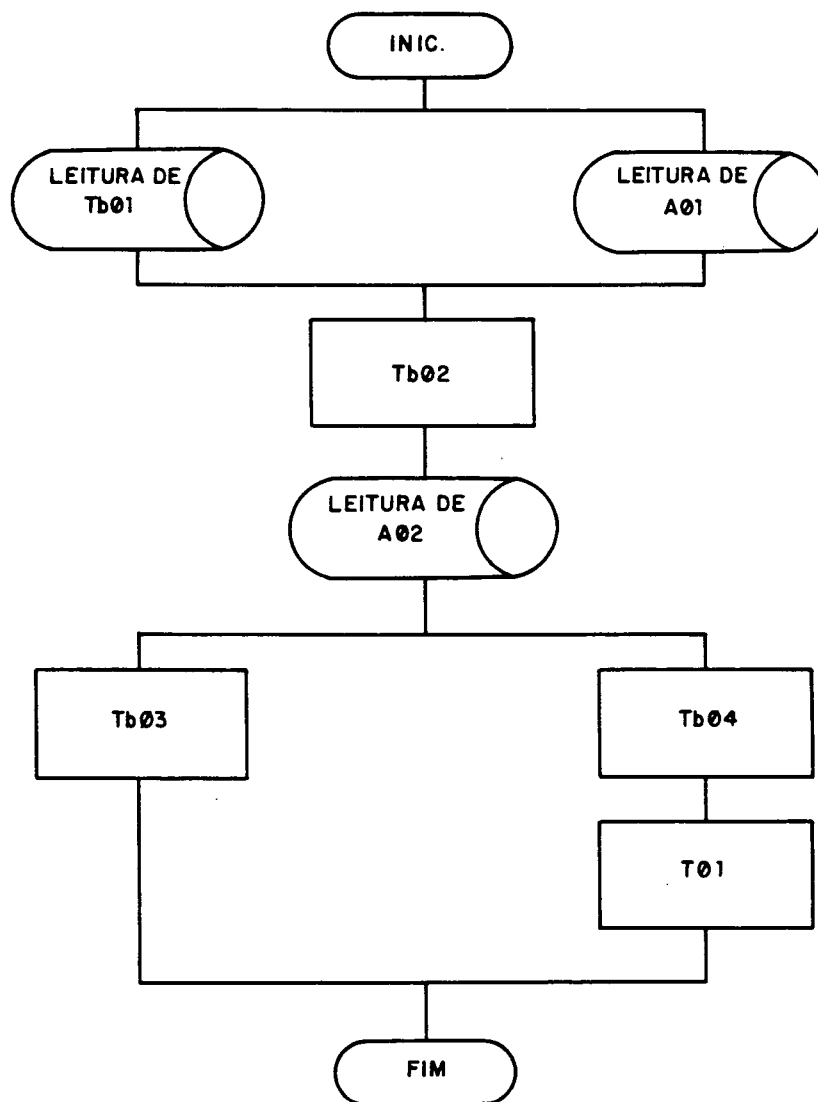 INIC.
LEITURA DE
Tb01
LEITURA DE
A01
Tb02
LEITURA DE
A02
Tb03
Tb04
T01
FIM